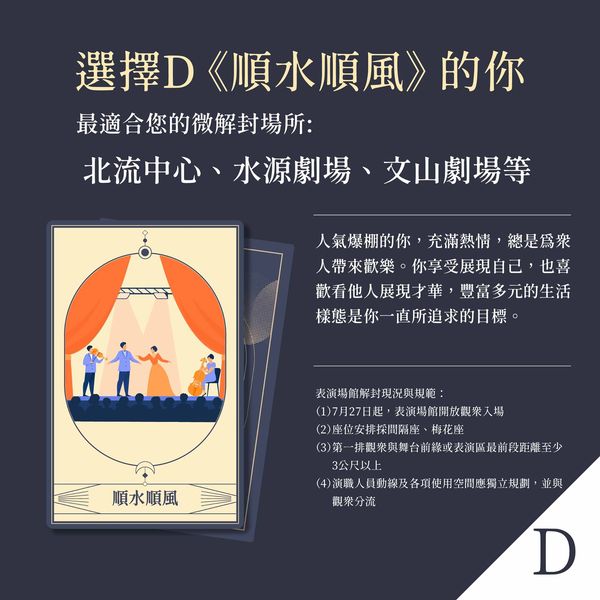 選擇D《順水順風》的你
最適合您的微解封場所:
北流中心、水源劇場、文山劇場等
人氣爆棚的你，充滿熱情，總是為眾
人帶來歡樂。你享受展現自己，也喜
歡看他人展現才華，豐富多元的生活
樣態是你一直所追求的目標。
表演場館解封現況與規範：
(1)7月27日起，表演場館開放觀眾入場
(2)座位安排採間隔座、梅花座
(3)第一排觀眾與舞台前緣或表演區最前段距離至少
3公尺以上
(4)演職人員動線及各項使用空間應獨立規劃，並與
觀眾分流
順水順風
D